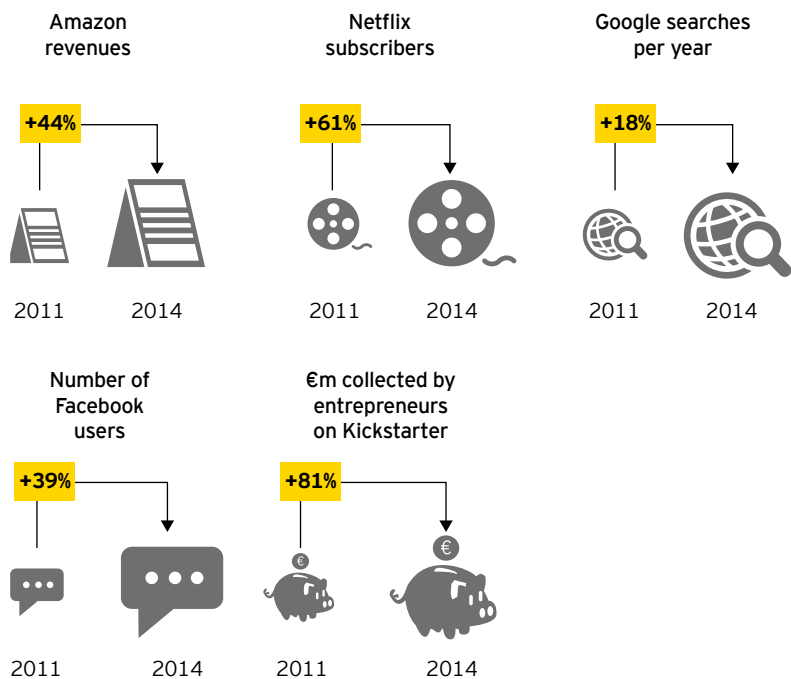 Amazon
revenues
+44%
2011
2014
Netflix
subscribers
+61%
2011
2014
Google searches
per year
+18%
2011
2014
Number of
Facebook
users
+39%
2011
2014
€m collected by
entrepreneurs
on Kickstarter
+81%
€
€
2011
2014